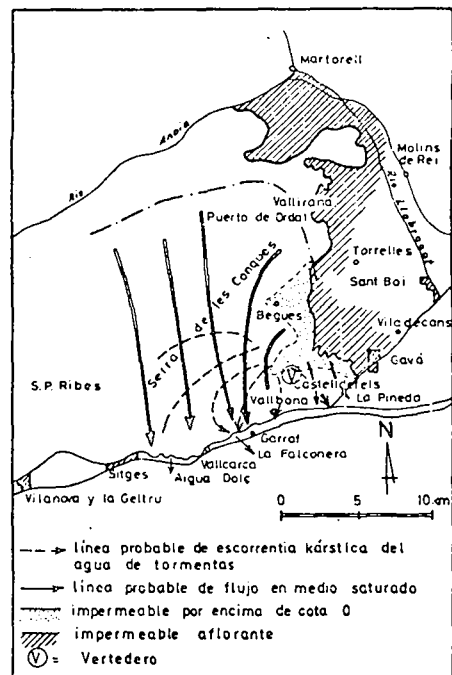 Martorell
Rio Anoia
Molins
de Rei
Rio Llobregat
Vallirana
Puerto de Ordal
Torrelles
Sant Boi
Serra de les Conques
Begues
Viladecans
Gavá
S.P. Ribes
V
Castelldefels
La Pineda
Vallbona
Garraf
La Falconera
N
Vallcarca
Sitges
Aigua Dolç
Vilanova y la Geltru
0 5 10 km
línea probable de escorrentia kárstica del
agua de tormentas
línea probable de flujo en medio saturado
impermeable por encima de cota 0
impermeable aflorante
V = Vertedero